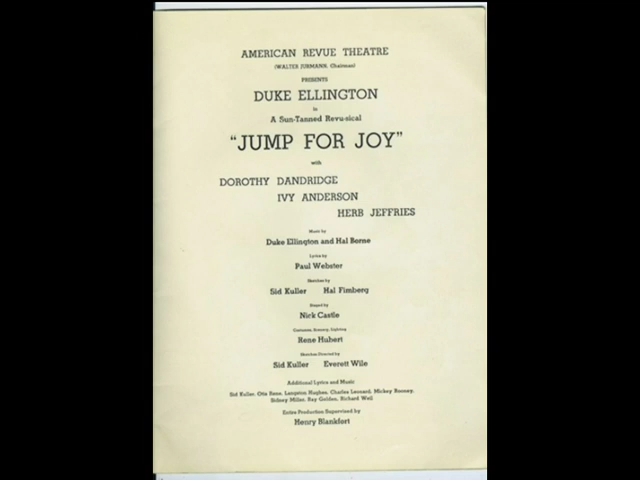 AMERICAN REVUE THEATRE
(WALTER JURMANN, Chairman)
PRESENTS
DUKE ELLINGTON
in
A Sun-Tanned Revu-sical
"JUMP FOR JOY"
with
DOROTHY DANDRIDGE
IVY ANDERSON
HERB JEFFRIES
Music by
Duke Ellington and Hal Borne
Lyrics by
Paul Webster
Sketches by
Sid Kuller Hal Fimberg
Staged by
Nick Castle
Costumes, Scenery, Lighting
Rene Hubert
Sketches Directed by
Sid Kuller Everett Wile
Additional Lyrics and Music
Sid Kuller, Otis Rene, Langston Hughes, Charles Leonard, Mickey Rooney,
Sidney Miller, Ray Golden, Richard Weil
Entire Production Supervised by
Henry Blankfort